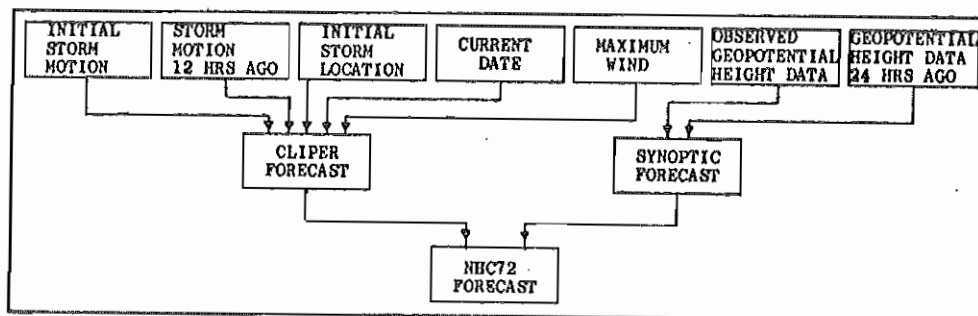 INITIAL
STORM
MOTION
STORM
MOTION
12 HRS AGO
INITIAL
STORM
LOCATION
CURRENT
DATE
MAXIMUM
WIND
OBSERVED
GEOPOTENTIAL
HEIGHT DATA
GEOPOTENTIAL
HEIGHT DATA
24 HRS AGO
CLIPER
FORECAST
SYNOPTIC
FORECAST
NHC72
FORECAST